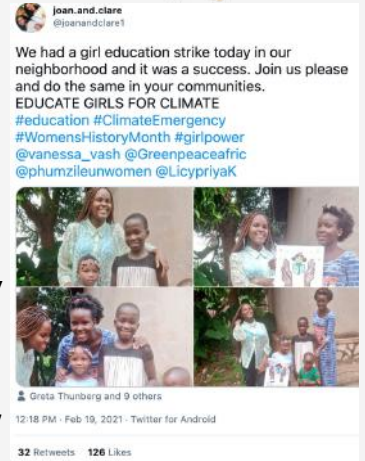 joan.and.clare
@joanandclare1
We had a girl education strike today in our
neighborhood and it was a success. Join us please
and do the same in your communities.
EDUCATE GIRLS FOR CLIMATE
#education #ClimateEmergency
#WomensHistoryMonth #girlpower
@vanessa_vash @Greenpeaceafric
@phumzileunwomen @LicypriyaK
Greta Thunberg and 9 others
12:18 PM · Feb 19, 2021 · Twitter for Android
32 Retweets 126 Likes